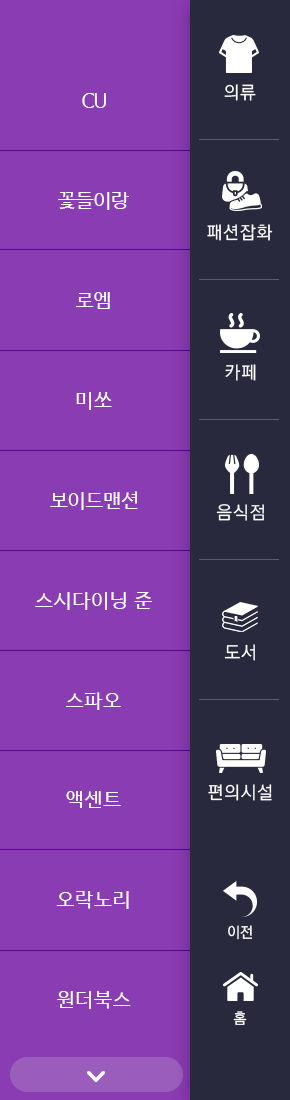 CU
꽃들이랑
로엠
미쏘
보이드맨션
스시다이닝 준
스파오
액센트
오락노리
원더북스
의류
패션잡화
카페
음식점
도서
편의시설
이전
홈